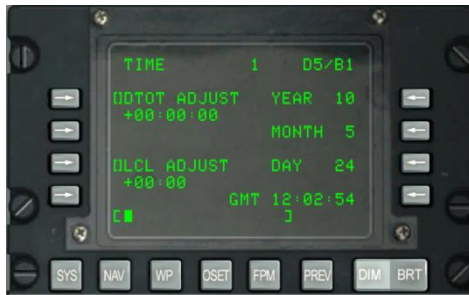 TIME 1 D5/B1
[]DTOT ADJUST YEAR 10
+00:00:00
MONTH 5
[]LCL ADJUST DAY 24
+00:00
GMT 12:02:54
[ ]
SYS NAV WP OSET FPM PREV DIM BRT